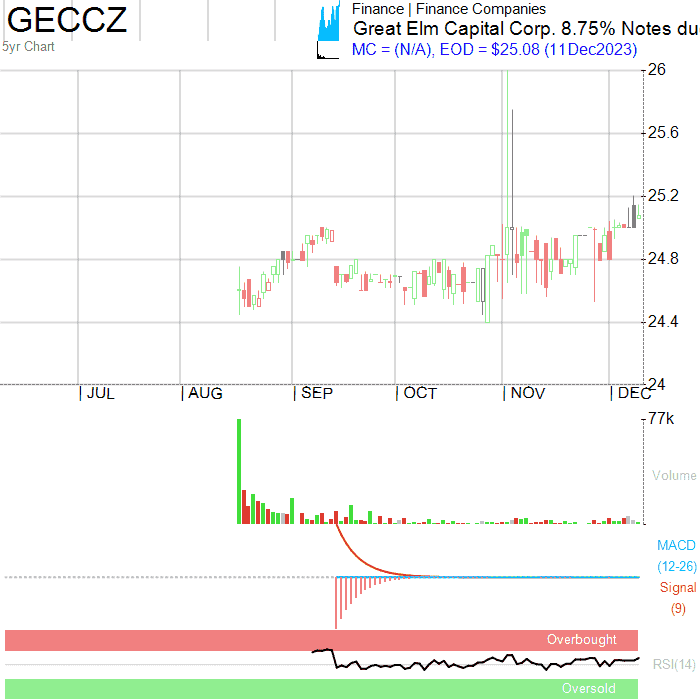 GECCZ
5yr Chart
Finance | Finance Companies
Great Elm Capital Corp. 8.75% Notes du
MC = (N/A), EOD = $25.08 (11Dec2023)
26
25.6
25.2
24.8
24.4
24
| JUL | AUG | SEP | OCT | NOV | DEC
77k
Volume
MACD
(12-26)
Signal
(9)
Overbought
RSI(14)
Oversold